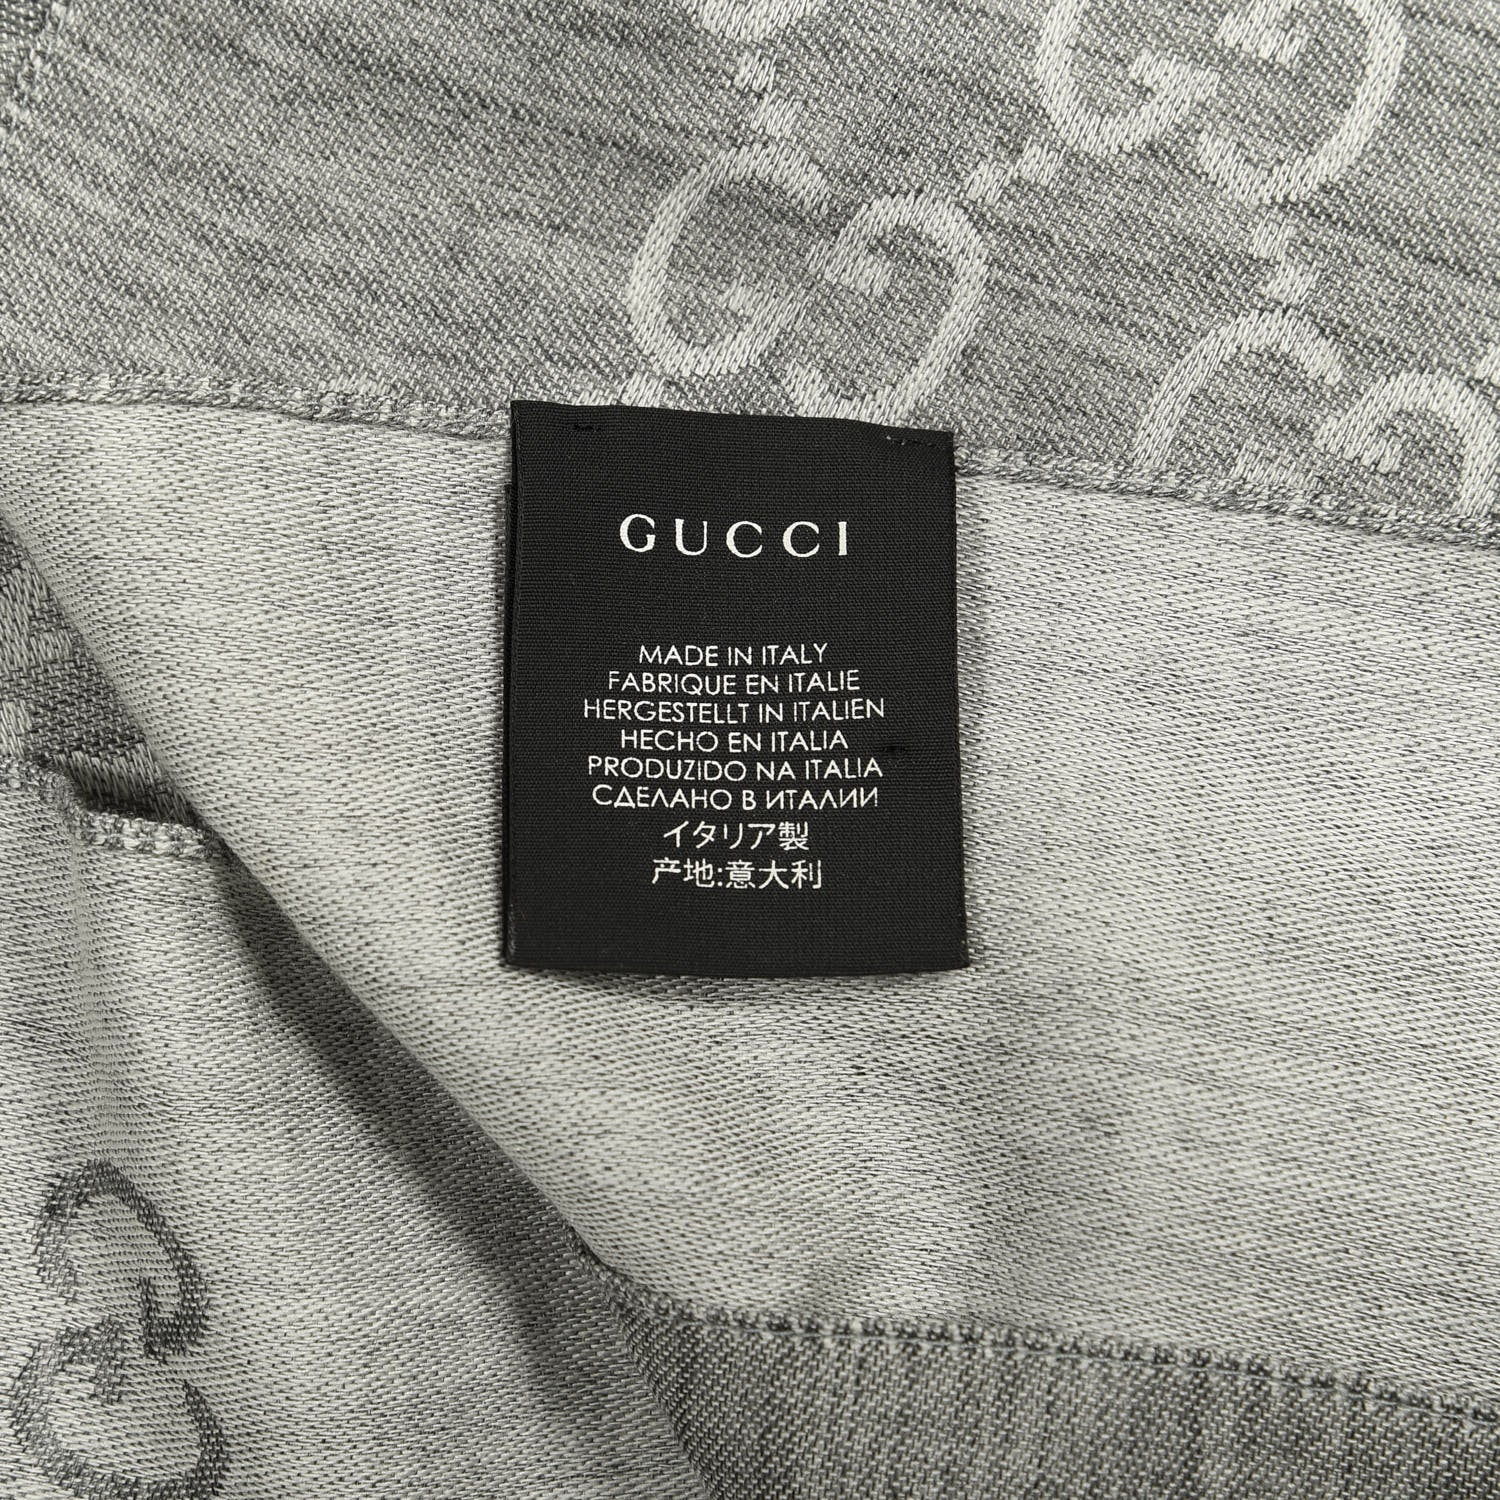 GUCCI
MADE IN ITALY
FABRIQUE EN ITALIE
HERGESTELLT IN ITALIEN
HECHO EN ITALIA
PRODUZIDO NA ITALIA
СДЕЛАНО В ИТАЛИИ
イタリア製
产地:意大利